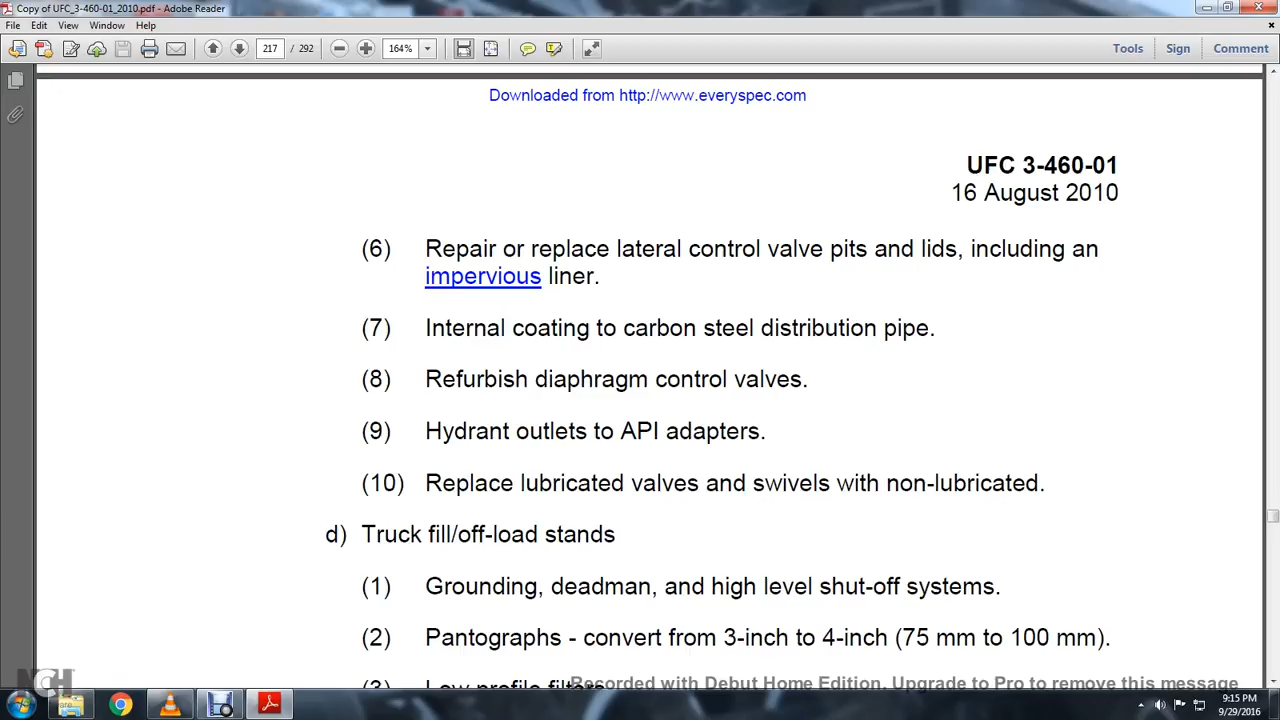 Copy of UFC_3-460-01_2010.pdf - Adobe Reader
File Edit View Window Help
217 / 292 164% Tools Sign Comment
Downloaded from http://www.everyspec.com
UFC 3-460-01
16 August 2010
(6) Repair or replace lateral control valve pits and lids, including an
impervious liner.
(7) Internal coating to carbon steel distribution pipe.
(8) Refurbish diaphragm control valves.
(9) Hydrant outlets to API adapters.
(10) Replace lubricated valves and swivels with non-lubricated.
d) Truck fill/off-load stands
(1) Grounding, deadman, and high level shut-off systems.
(2) Pantographs - convert from 3-inch to 4-inch (75 mm to 100 mm).
(3) Low profile filters
Recorded with Debut Home Edition. Upgrade to Pro to remove this message
NCH
9:15 PM
9/29/2016